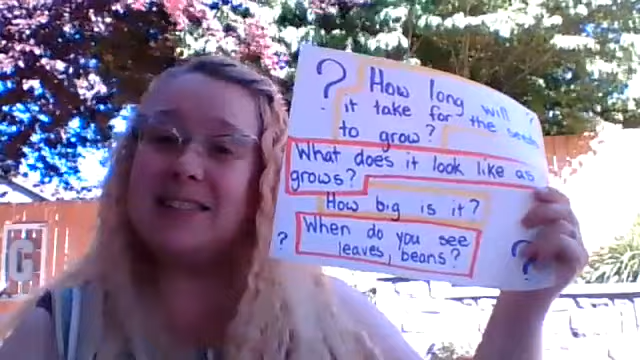 ? How long will ?
it take for the seeds
to grow?
What does it look like as
grows?
How big is it?
? When do you see
leaves, beans? ?
G